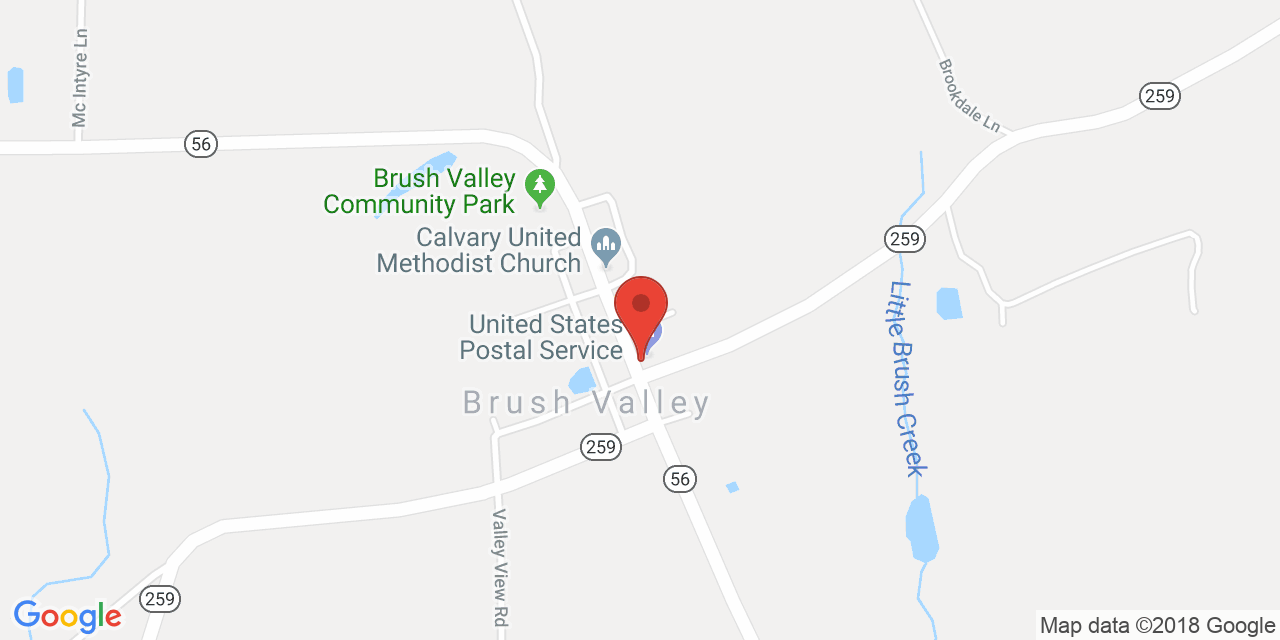 Mc Intyre Ln
56
Brookdale Ln
259
Brush Valley
Community Park
Calvary United
Methodist Church
259
United States
Postal Service
Little Brush Creek
Brush Valley
259
56
Valley View Rd
259
Google
Map data ©2018 Google